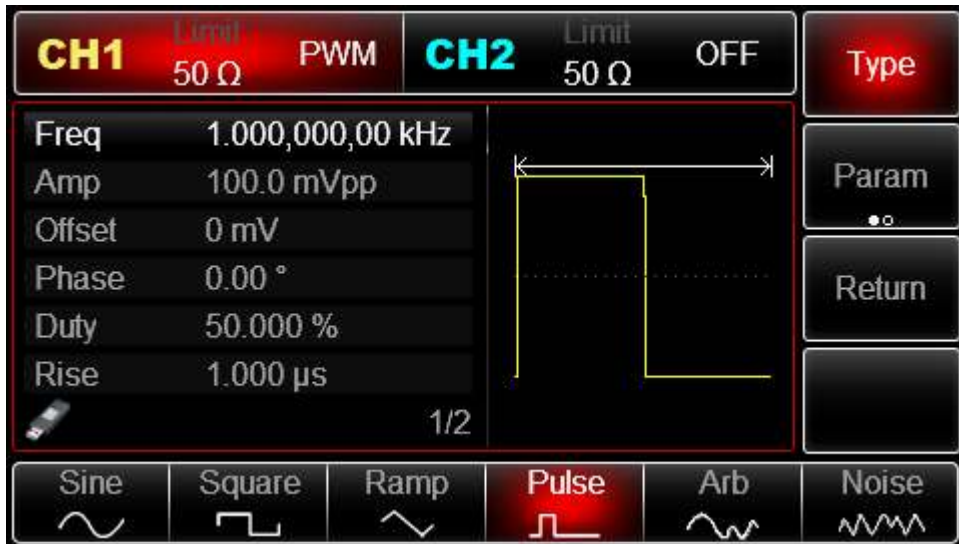 CH1 Limit 50 Ω PWM
CH2 Limit 50 Ω OFF
Type
Freq 1.000,000,00 kHz
Amp 100.0 mVpp
Offset 0 mV
Phase 0.00 °
Duty 50.000 %
Rise 1.000 µs
1/2
Param
Return
Sine
Square
Ramp
Pulse
Arb
Noise